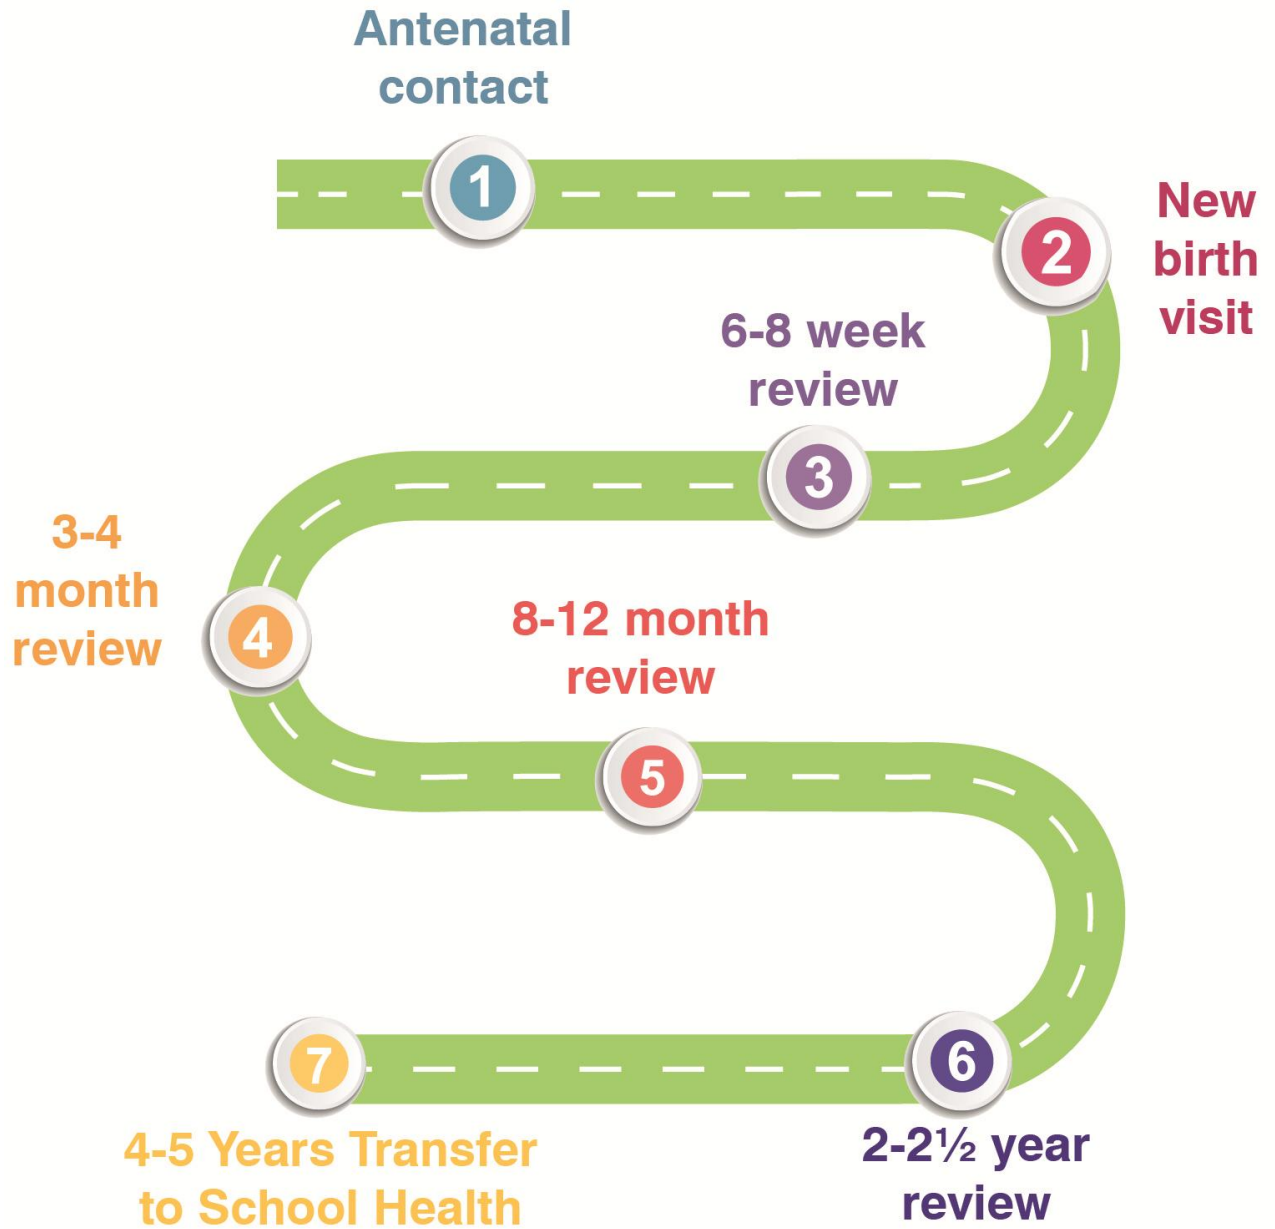 Antenatal
contact
1
2
New
birth
visit
6-8 week
review
3
3-4
month
review
4
8-12 month
review
5
6
2-2½ year
review
7
4-5 Years Transfer
to School Health